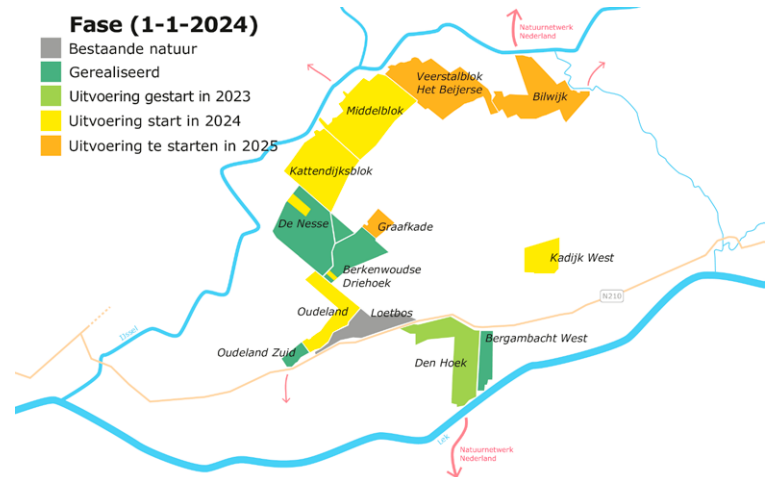 Fase (1-1-2024)
Bestaande natuur
Gerealiseerd
Uitvoering gestart in 2023
Uitvoering start in 2024
Uitvoering te starten in 2025
Natuurnetwerk
Nederland
Veerstalblok
Het Beijerse
Bilwijk
Middelblok
Kattendijksblok
De Nesse
Graafkade
Kadijk West
Berkenwoudse
Driehoek
N210
Oudeland
Loetbos
IJssel
Bergambacht West
Oudeland Zuid
Den Hoek
Lek
Natuurnetwerk
Nederland